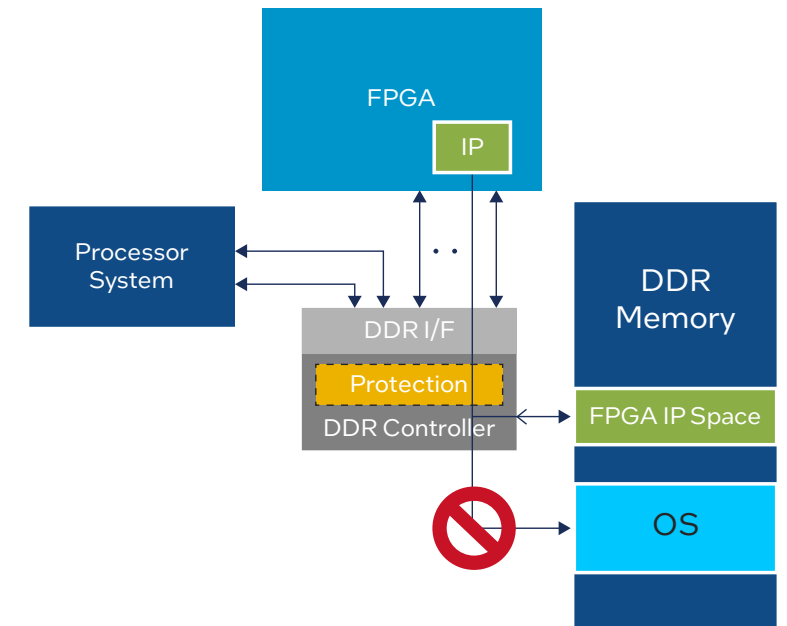 FPGA
IP
Processor
System
DDR I/F
Protection
DDR Controller
DDR
Memory
FPGA IP Space
OS